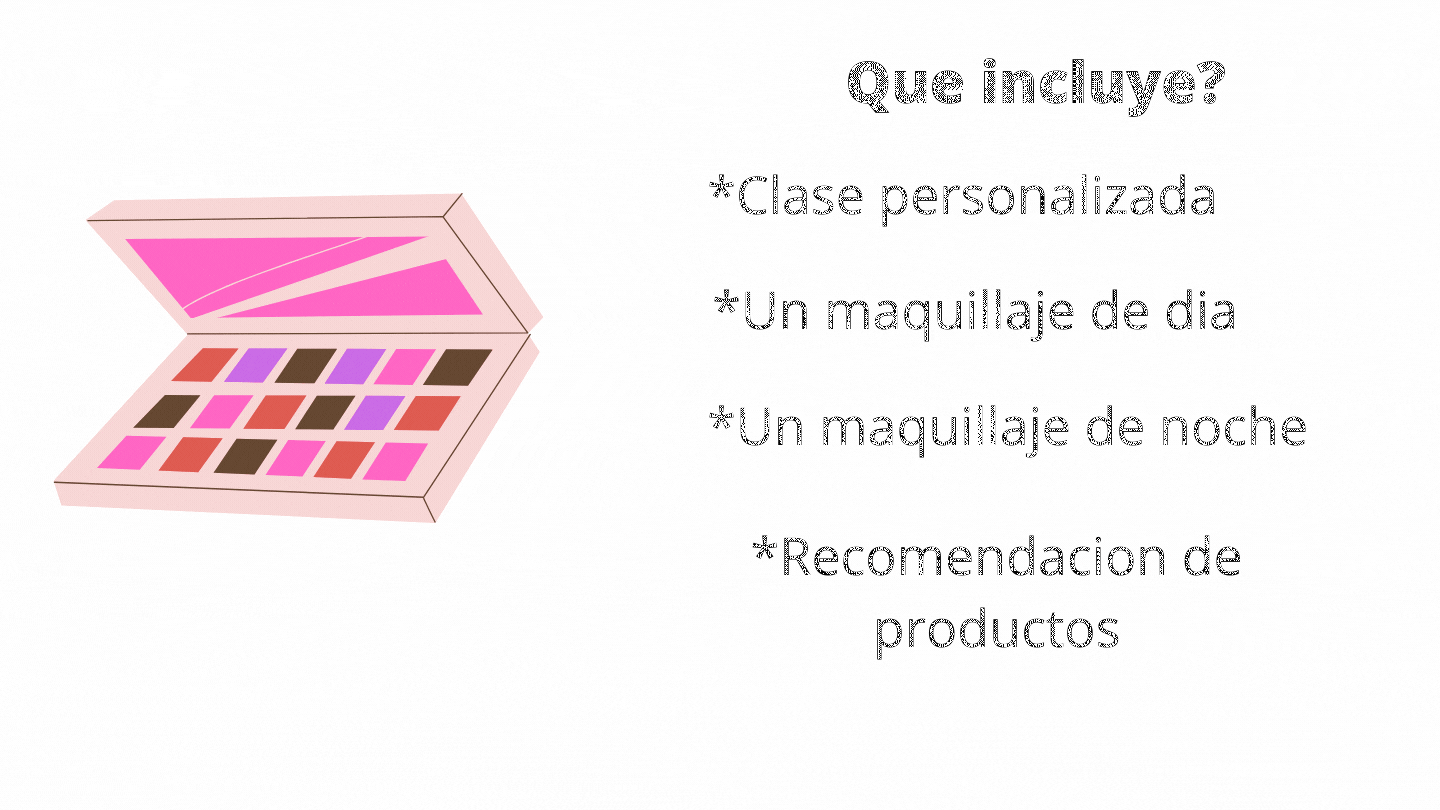 Que incluye?
*Clase personalizada
*Un maquillaje de dia
*Un maquillaje de noche
*Recomendacion de
productos